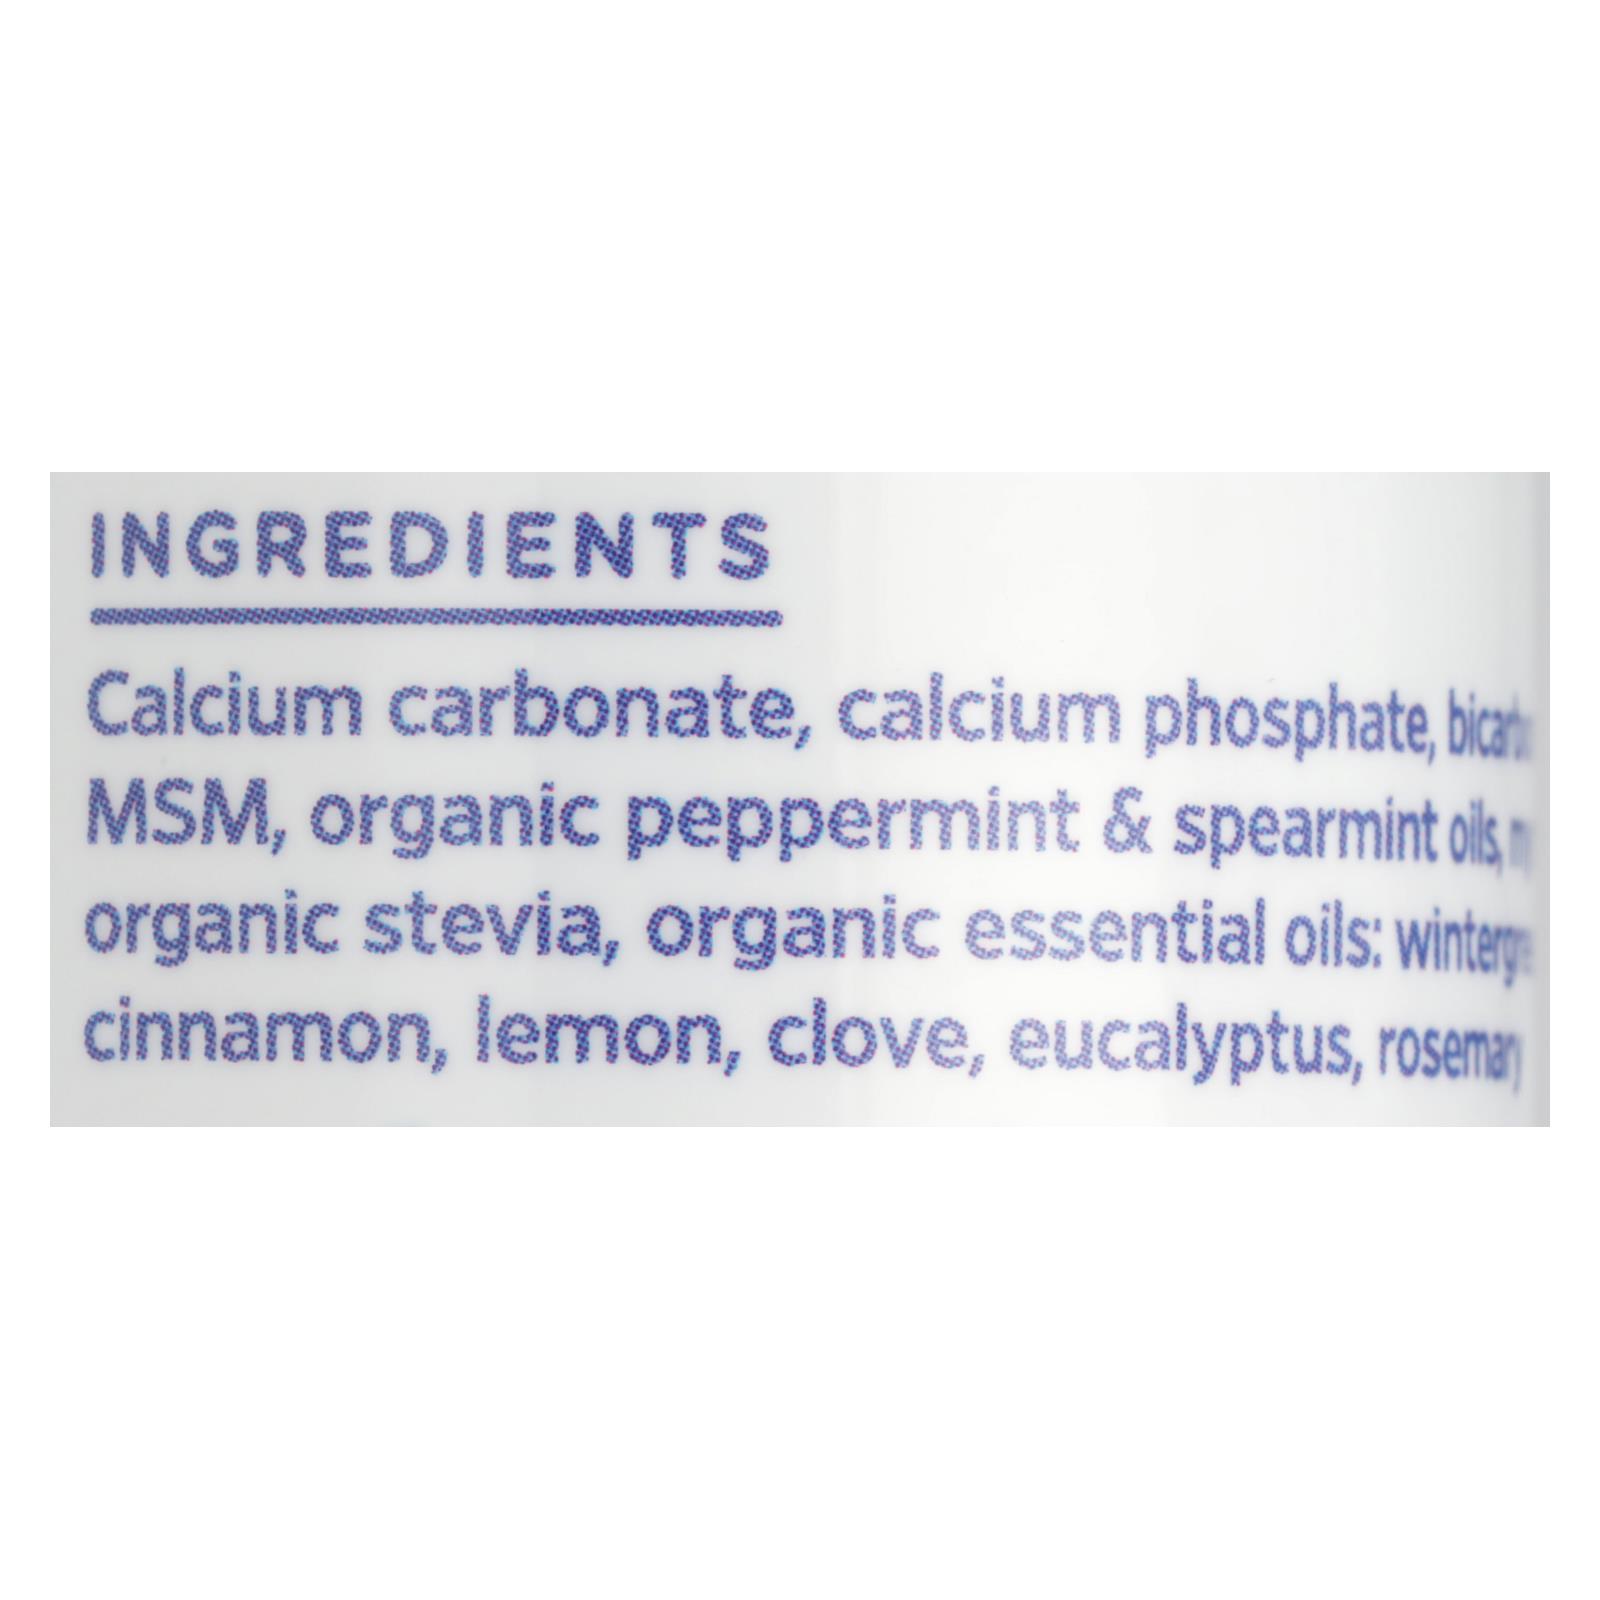 INGREDIENTS
Calcium carbonate, calcium phosphate,
MSM, organic peppermint & spearmint oils,
organic stevia, organic essential oils:
cinnamon, lemon, clove, eucalyptus, rosemary